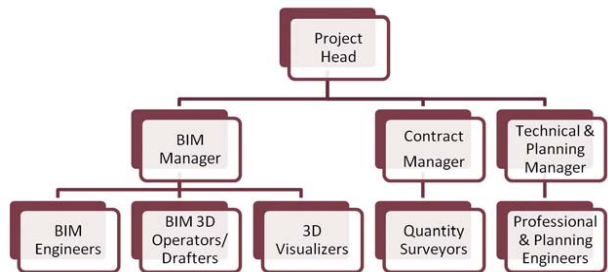 Project
Head
BIM
Manager
Contract
Manager
Technical &
Planning
Manager
BIM
Engineers
BIM 3D
Operators/
Drafters
3D
Visualizers
Quantity
Surveyors
Professional
& Planning
Engineers